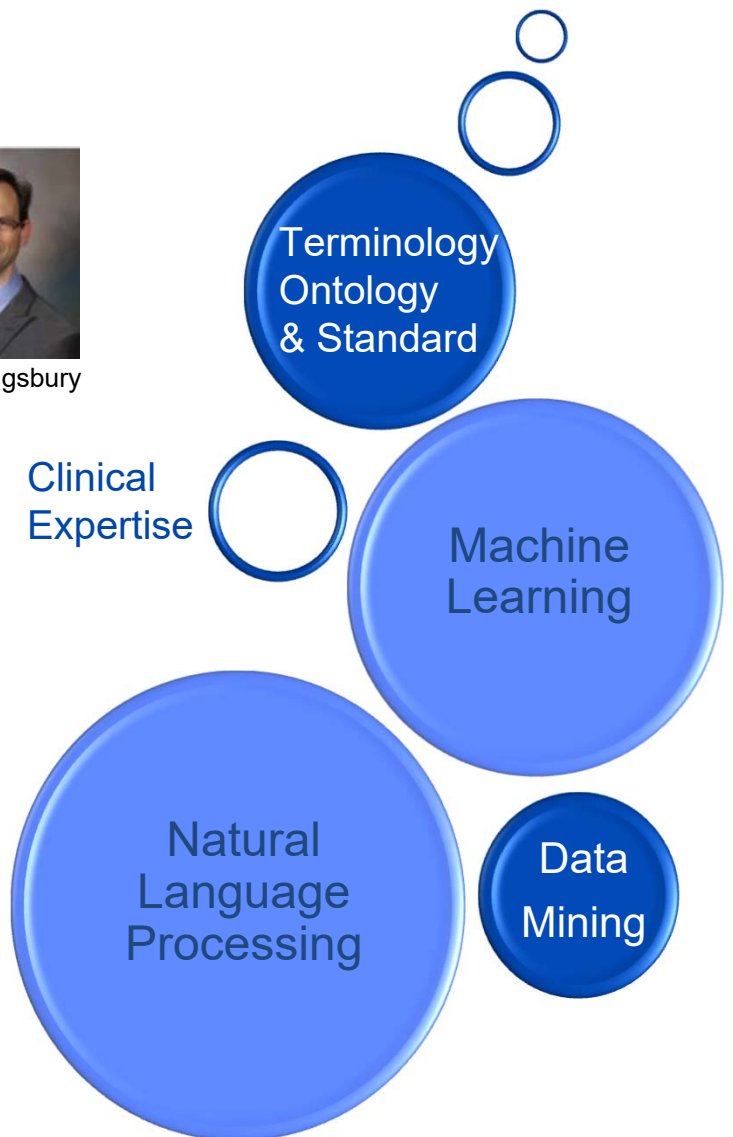 Terminology
Ontology
& Standard
gsbury
Clinical
Expertise
Machine
Learning
Natural
Language
Processing
Data
Mining